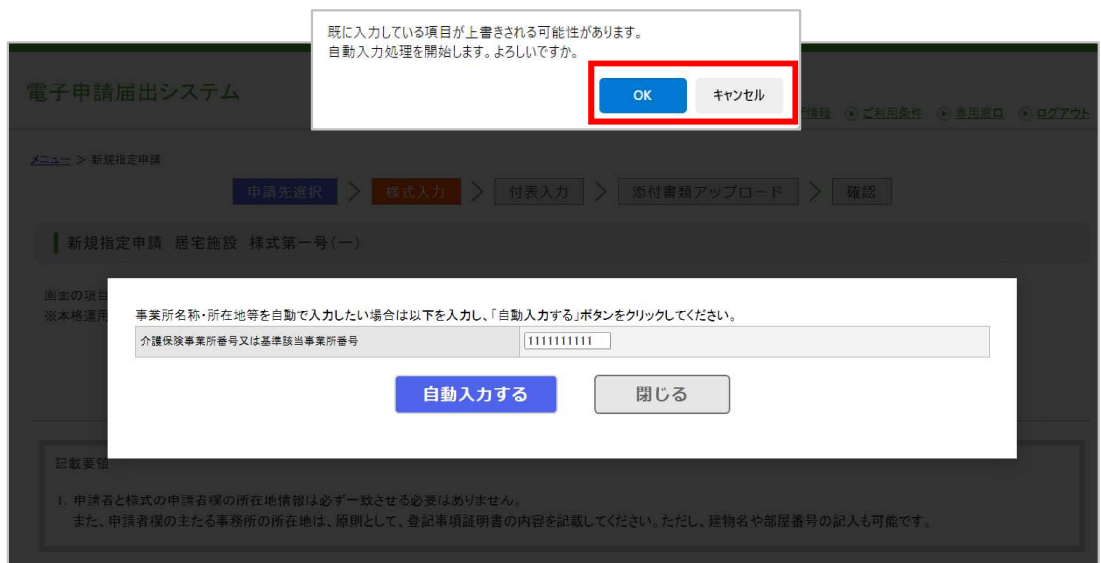 既に入力している項目が上書きされる可能性があります。
自動入力処理を開始します。よろしいですか。
OK キャンセル
電子申請届出システム
ご利用条件 専用窓口 ログアウト
メニュー > 新規指定申請
申請先選択 > 様式入力 > 付表入力 > 添付書類アップロード > 確認
新規指定申請 居宅施設 様式第一号(一)
画面の項目
※本格運用
事業所名称・所在地等を自動で入力したい場合は以下を入力し、「自動入力する」ボタンをクリックしてください。
介護保険事業所番号又は基準該当事業所番号 1111111111
自動入力する 閉じる
記載要領
1. 申請者と様式の申請者欄の所在地情報は必ず一致させる必要はありません。
また、申請者欄の主たる事務所の所在地は、原則として、登記事項証明書の内容を記載してください。ただし、建物名や部屋番号の記入も可能です。